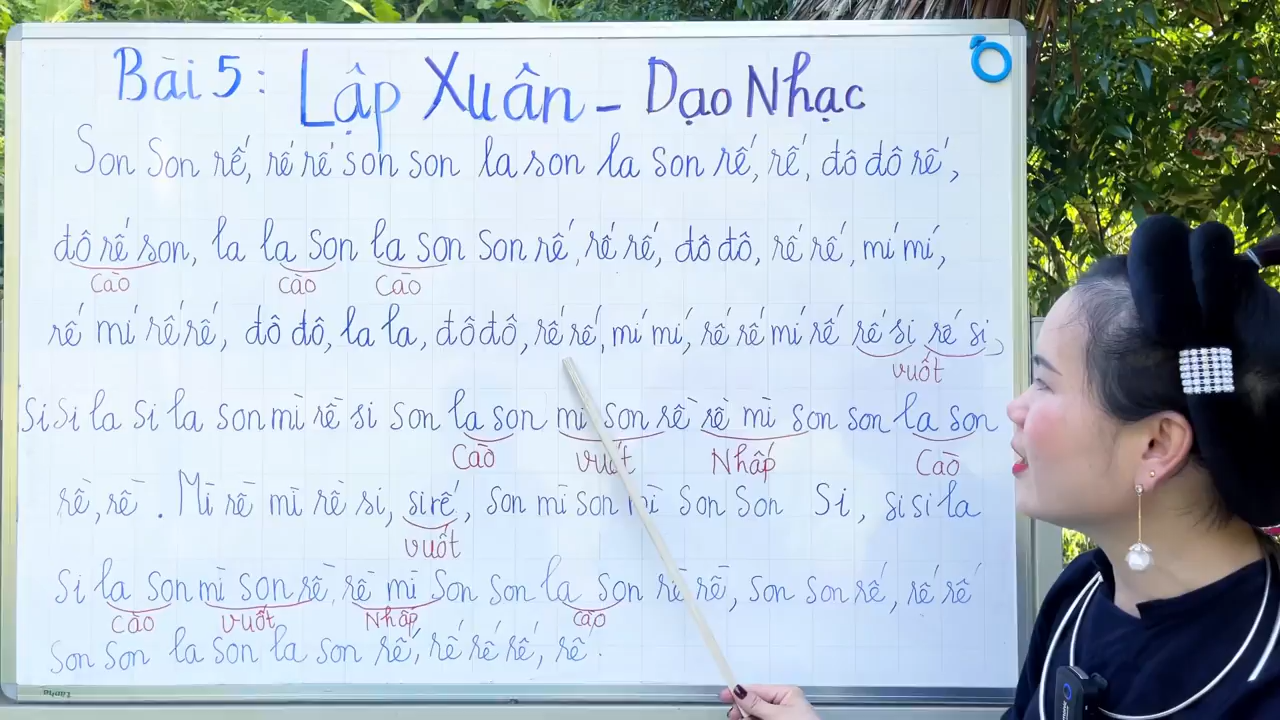 Bài 5: Lập Xuân - Dạo Nhạc
Son Son rế, rế rế son son la son la son rế, rế, đô đô rế,
đô rế son, la la son la son son rế, rế rế, đô đô, rế rế, mí mí,
Cào cào Cào
rế mí rế rế, đô đô, la la, đô đô, rế rế, mí mí, rế rế mí rế rế si rế si,
vuốt
Si Si la si la son mì rề si son la son mì son rề rề mì son son la son
Cào vuốt Nhấp Cào
rề, rề. Mì rề mì rề si, si rế, son mì son mì son son Si, si si la
vuốt
Si la son mì son rề, rề mì son son la son rề rề, son son rế, rế rế
cào vuốt Nhấp cào
son son la son la son rế, rế rế rế, rế.